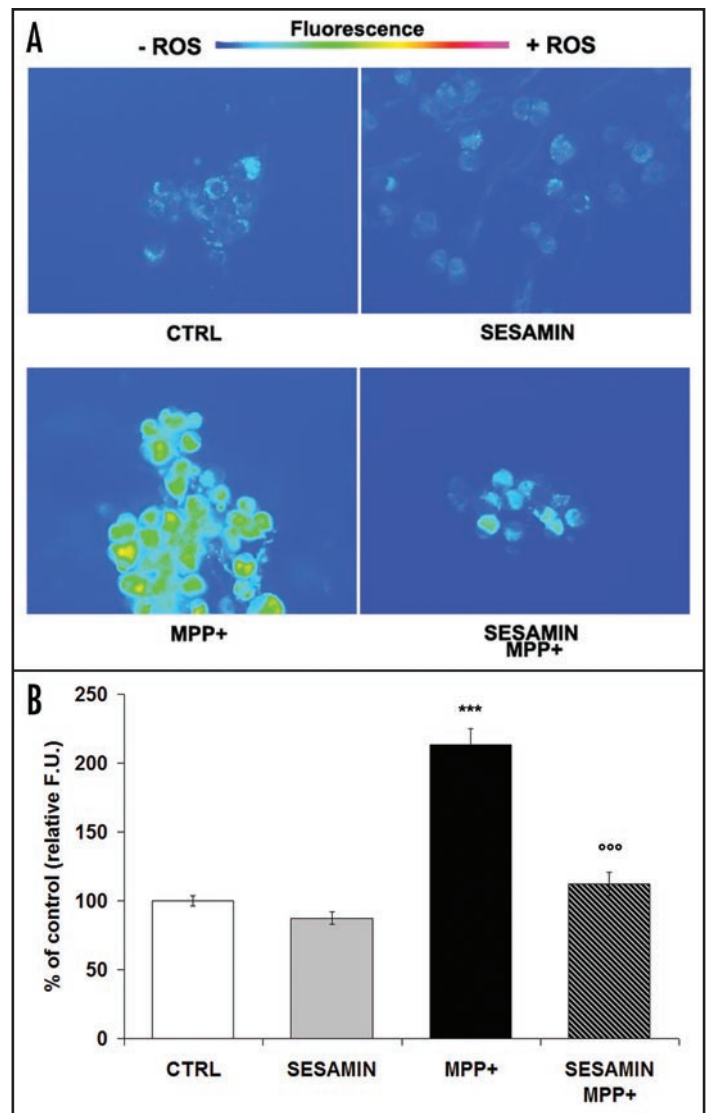 A
Fluorescence
- ROS + ROS
CTRL
SESAMIN
MPP+
SESAMIN
MPP+
B
% of control (relative F.U.)
250
200
150
100
50
0
***
°°°
CTRL
SESAMIN
MPP+
SESAMIN
MPP+